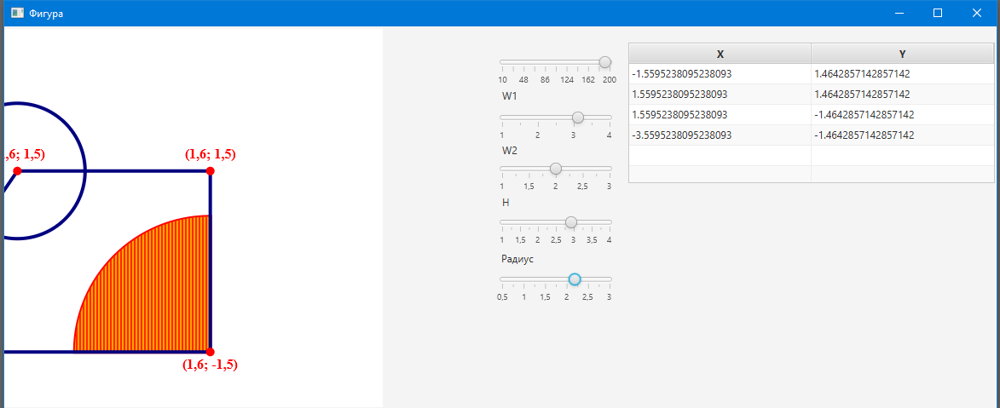 Фигура
,6; 1,5)
(1,6; 1,5)
(1,6; -1,5)
10 48 86 124 162 200
W1
1 2 3 4
W2
1 1,5 2 2,5 3
H
1 1,5 2 2,5 3 3,5 4
Радиус
0,5 1 1,5 2 2,5 3
X Y
-1.5595238095238093 1.4642857142857142
1.5595238095238093 1.4642857142857142
1.5595238095238093 -1.4642857142857142
-3.5595238095238093 -1.4642857142857142